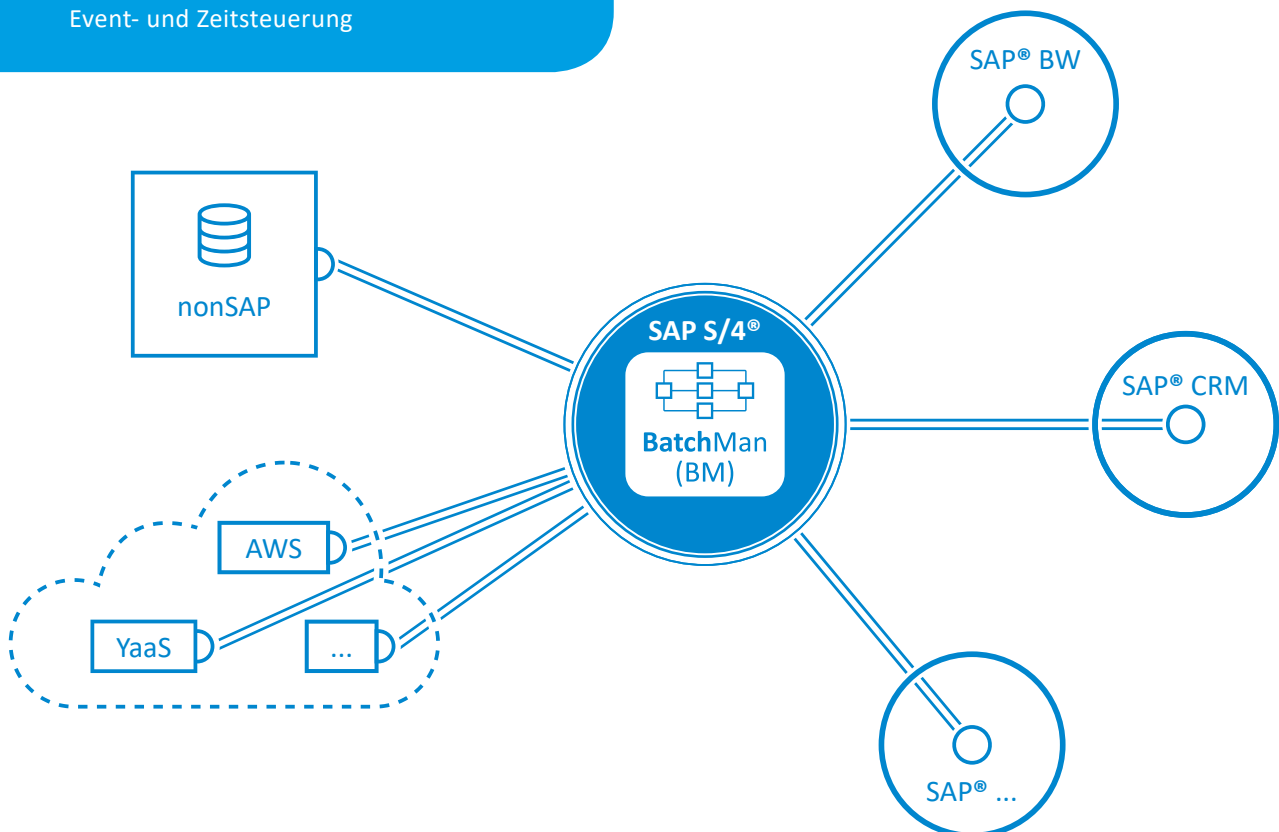 Event- und Zeitsteuerung
SAP® BW
nonSAP
SAP S/4®
BatchMan
(BM)
SAP® CRM
AWS
YaaS
...
SAP® ...